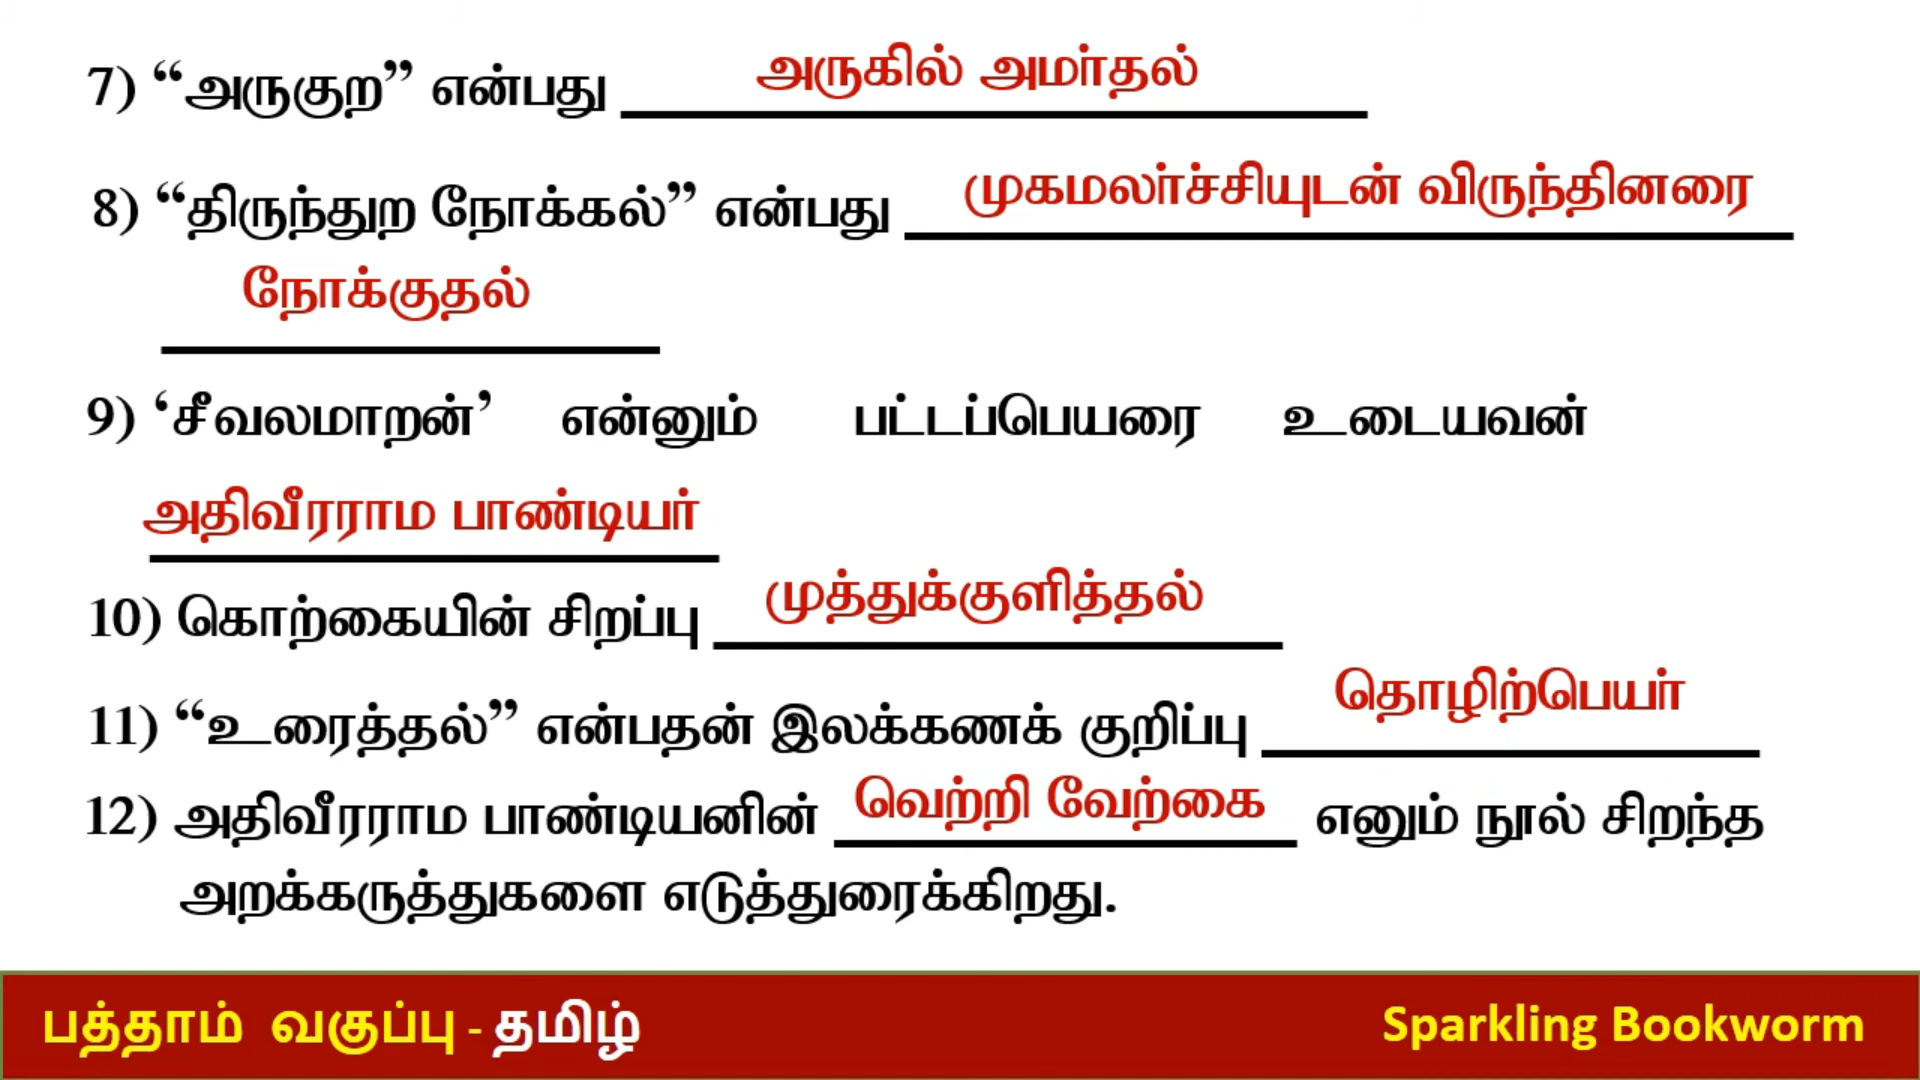 7) “அருகுற” என்பது அருகில் அமர்தல்
8) “திருந்துற நோக்கல்” என்பது முகமலர்ச்சியுடன் விருந்தினரை
நோக்குதல்
9) ‘சீவலமாறன்’ என்னும் பட்டப்பெயரை உடையவன்
அதிவீரராம பாண்டியர்
10) கொற்கையின் சிறப்பு முத்துக்குளித்தல்
11) “உரைத்தல்” என்பதன் இலக்கணக் குறிப்பு தொழிற்பெயர்
12) அதிவீரராம பாண்டியனின் வெற்றி வேற்கை எனும் நூல் சிறந்த
அறக்கருத்துகளை எடுத்துரைக்கிறது.
பத்தாம் வகுப்பு - தமிழ் Sparkling Bookworm